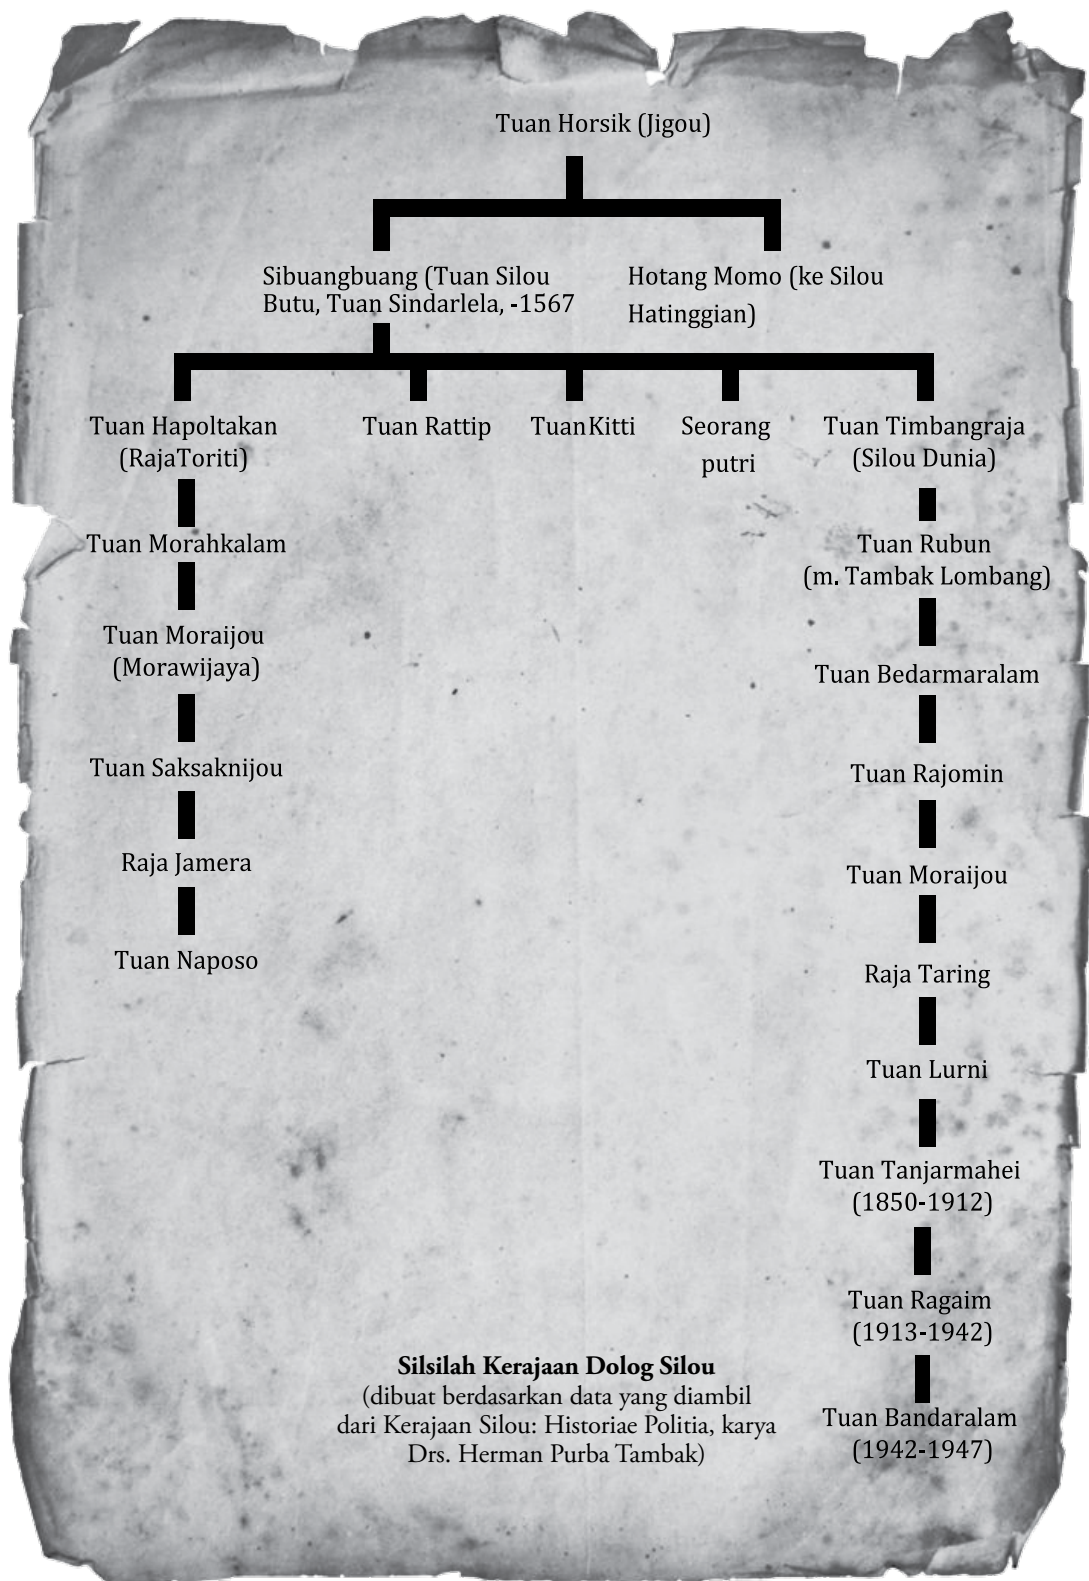 Tuan Horsik (Jigou)
Sibuangbuang (Tuan Silou
Butu, Tuan Sindarlela, -1567
Hotang Momo (ke Silou
Hatinggian)
Tuan Hapoltakan
(RajaToriti)
Tuan Rattip
TuanKitti
Seorang
putri
Tuan Timbangraja
(Silou Dunia)
Tuan Morahkalam
Tuan Moraijou
(Morawijaya)
Tuan Saksaknijou
Raja Jamera
Tuan Naposo
Tuan Rubun
(m. Tambak Lombang)
Tuan Bedarmaralam
Tuan Rajomin
Tuan Moraijou
Raja Taring
Tuan Lurni
Tuan Tanjarmahei
(1850-1912)
Tuan Ragaim
(1913-1942)
Tuan Bandaralam
(1942-1947)
Silsilah Kerajaan Dolog Silou
(dibuat berdasarkan data yang diambil
dari Kerajaan Silou: Historiae Politia, karya
Drs. Herman Purba Tambak)